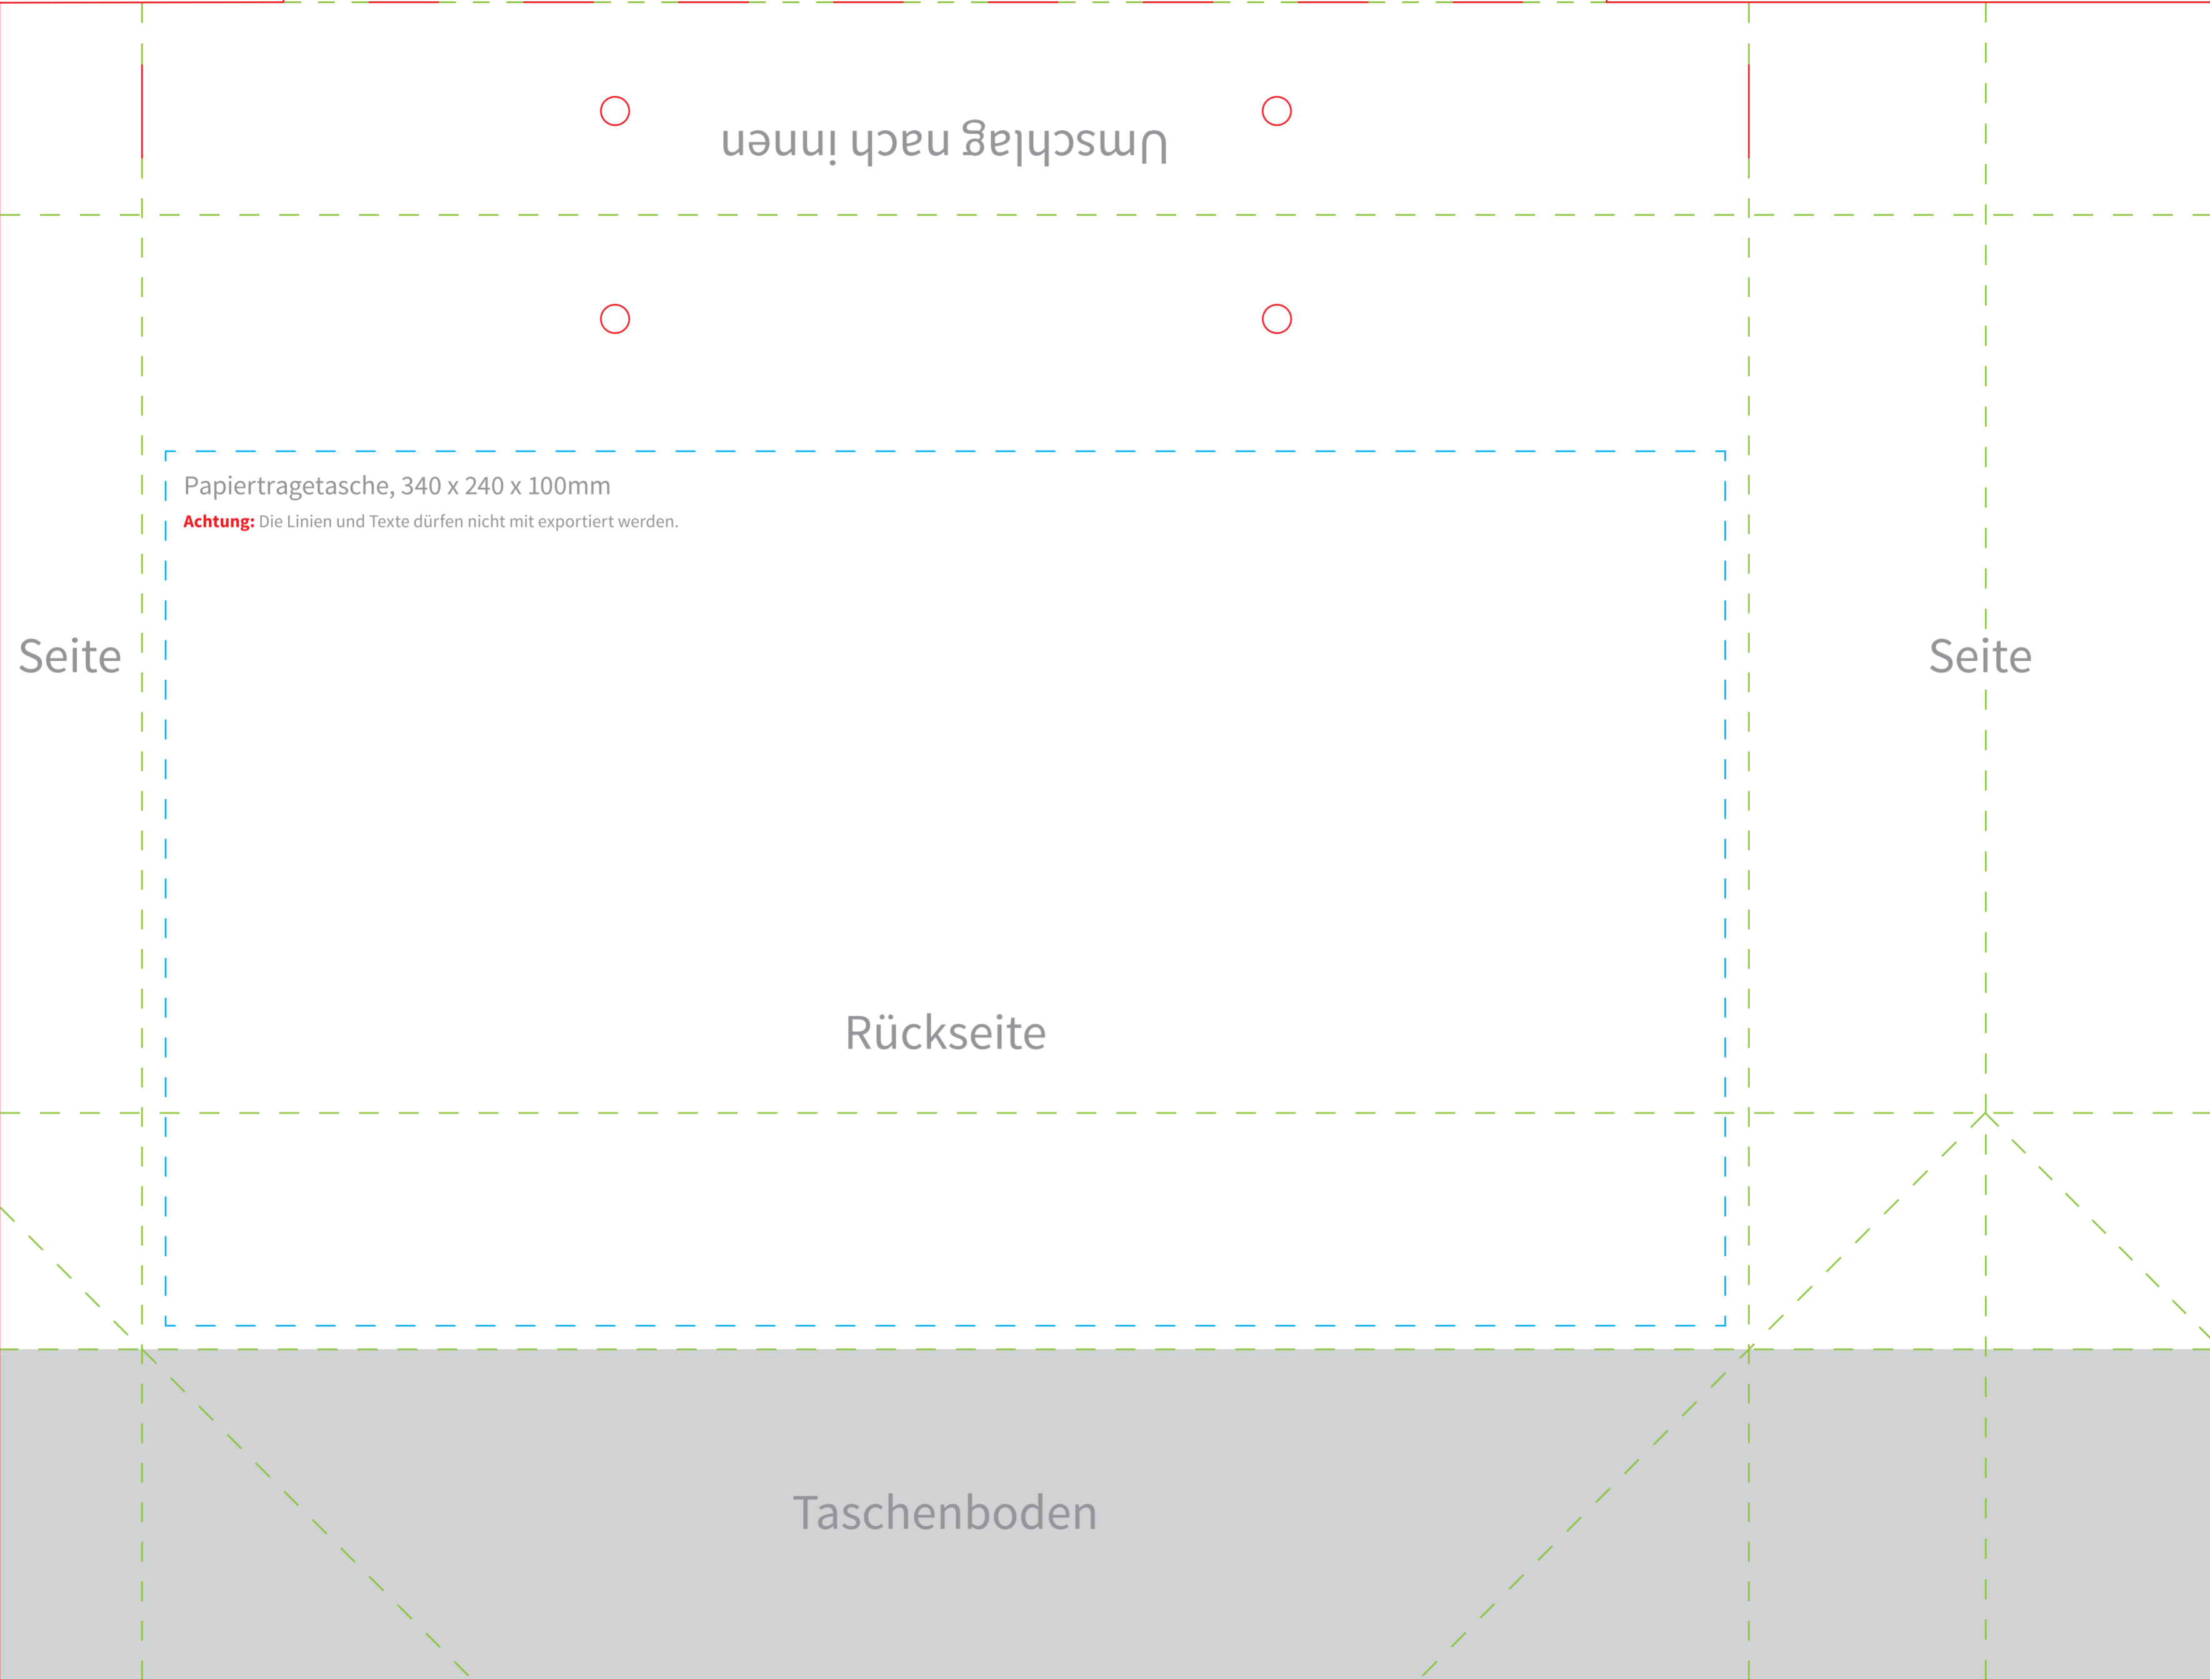 Umschlag nach innen
Papiertragetasche, 340 x 240 x 100mm
Achtung: Die Linien und Texte dürfen nicht mit exportiert werden.
Seite
Seite
Rückseite
Taschenboden